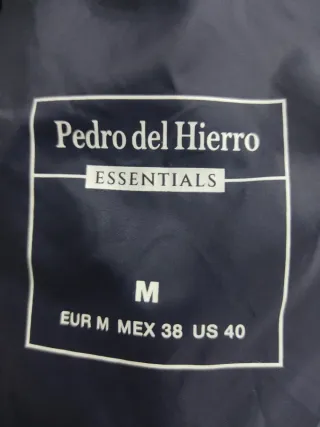 Pedro del Hierro
ESSENTIALS
M
EUR M MEX 38 US 40